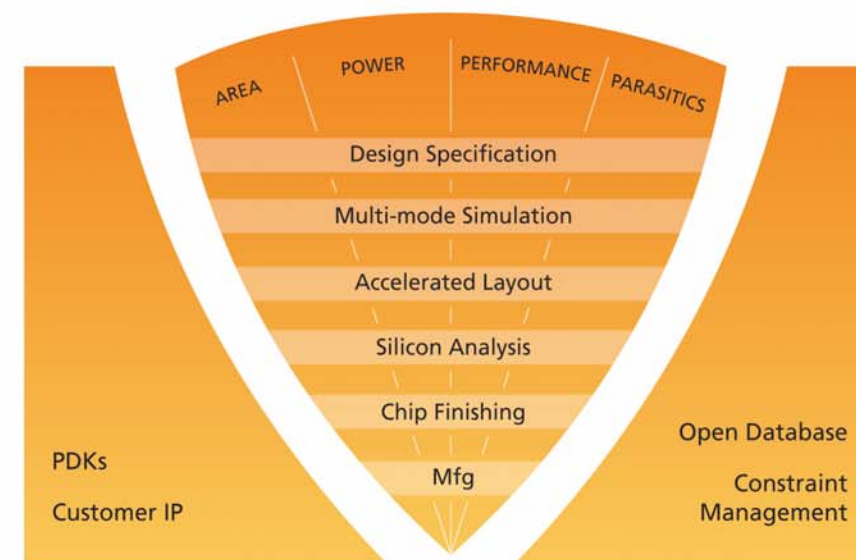 AREA
POWER
PERFORMANCE
PARASITICS
Design Specification
Multi-mode Simulation
Accelerated Layout
Silicon Analysis
Chip Finishing
Mfg
PDKs
Customer IP
Open Database
Constraint
Management